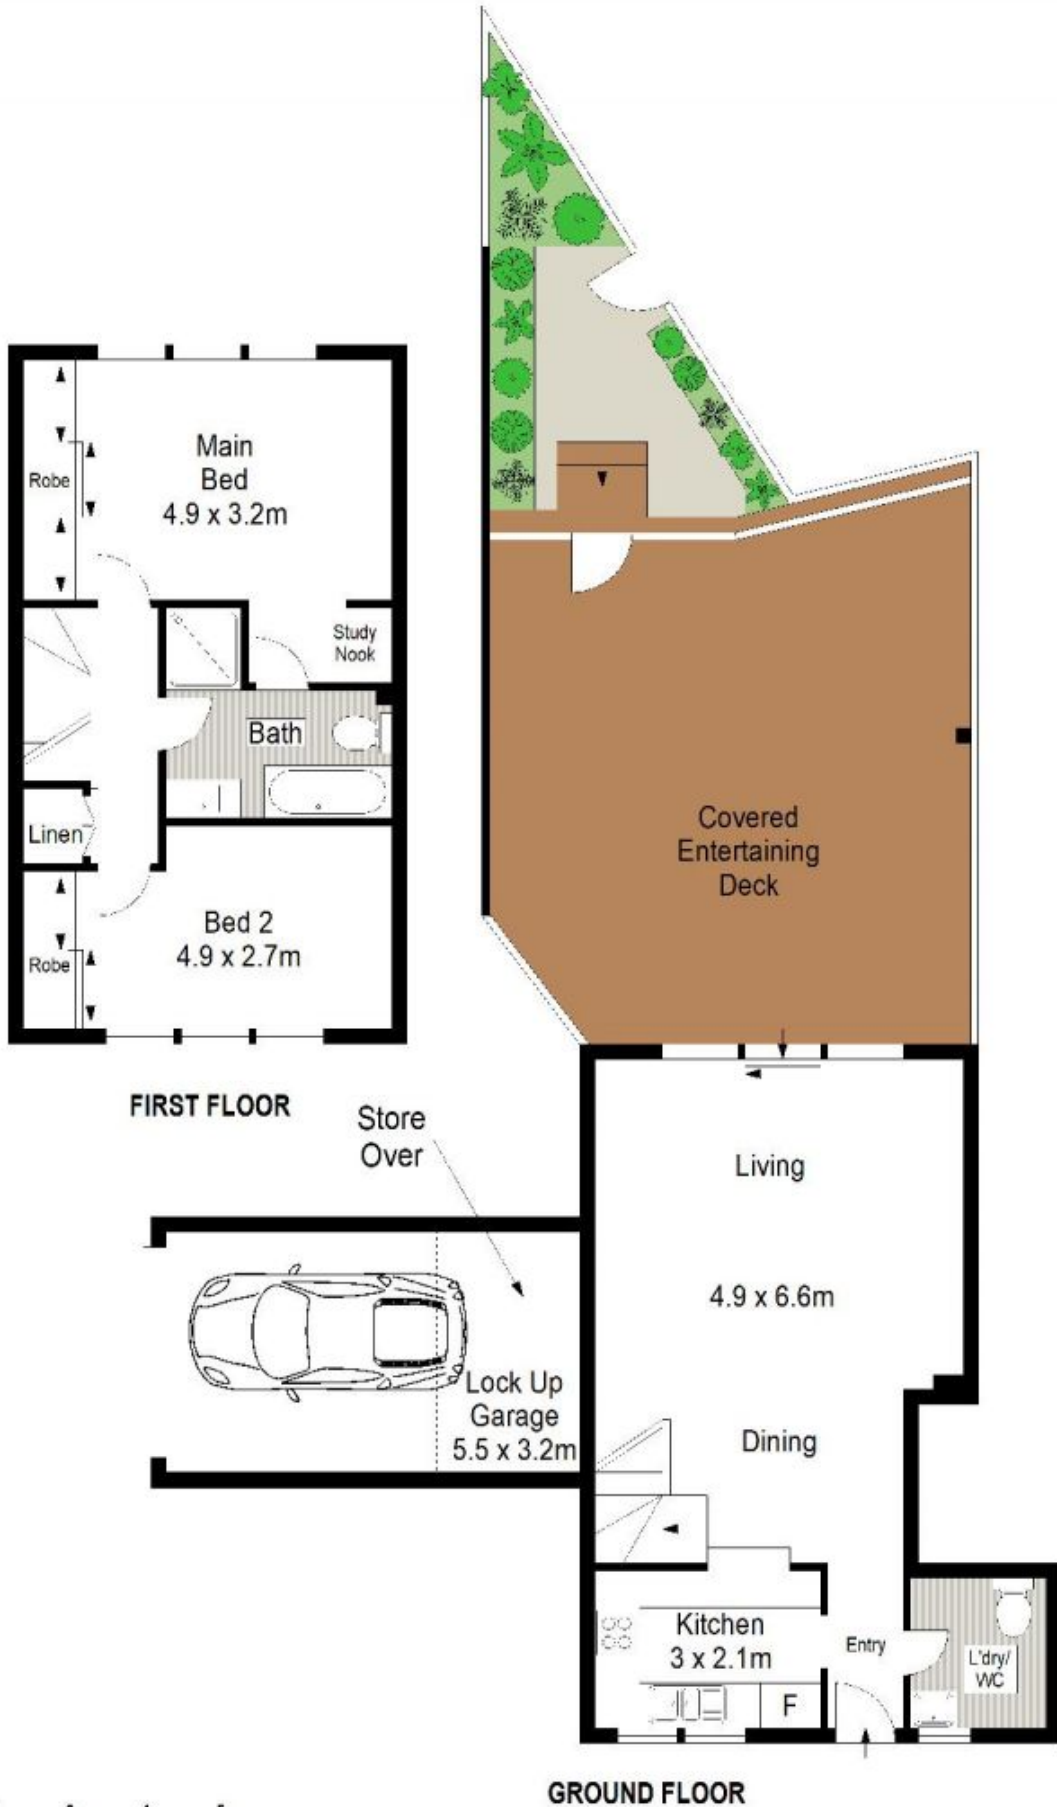 Main
Bed
4.9 x 3.2m
Robe
Study
Nook
Bath
Linen
Bed 2
4.9 x 2.7m
Robe
FIRST FLOOR
Covered
Entertaining
Deck
Store
Over
Living
4.9 x 6.6m
Lock Up
Garage
5.5 x 3.2m
Dining
Kitchen
3 x 2.1m
F
Entry
L'dry/
WC
GROUND FLOOR